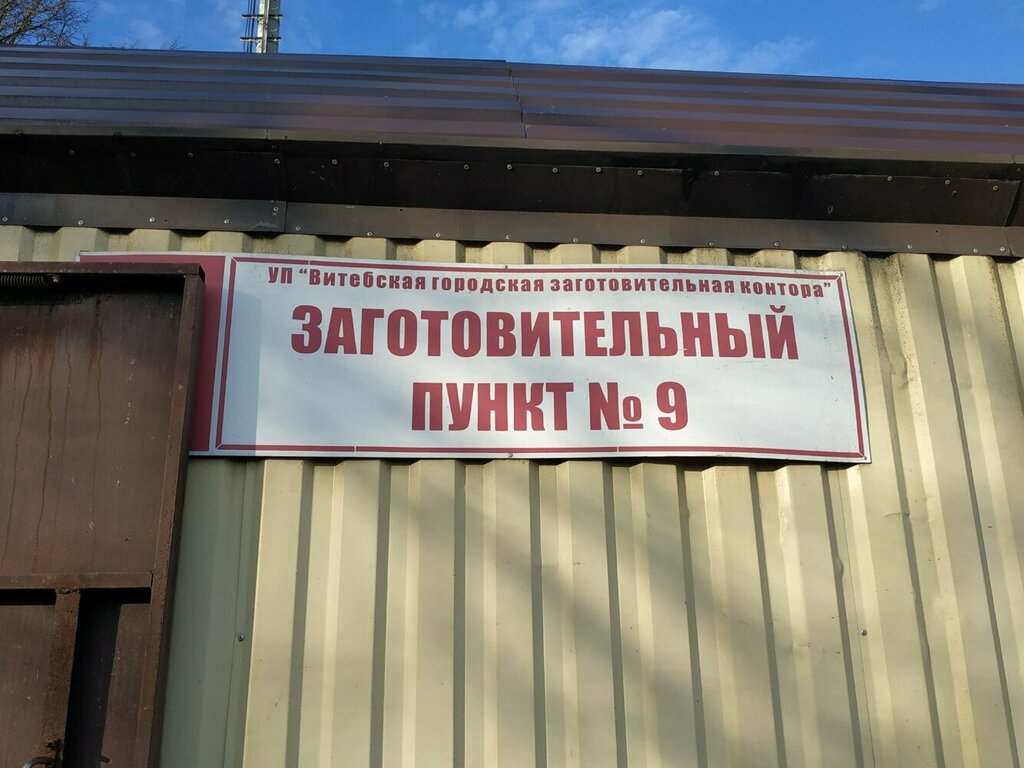 УП “Витебская городская заготовительная контора”
ЗАГОТОВИТЕЛЬНЫЙ
ПУНКТ № 9